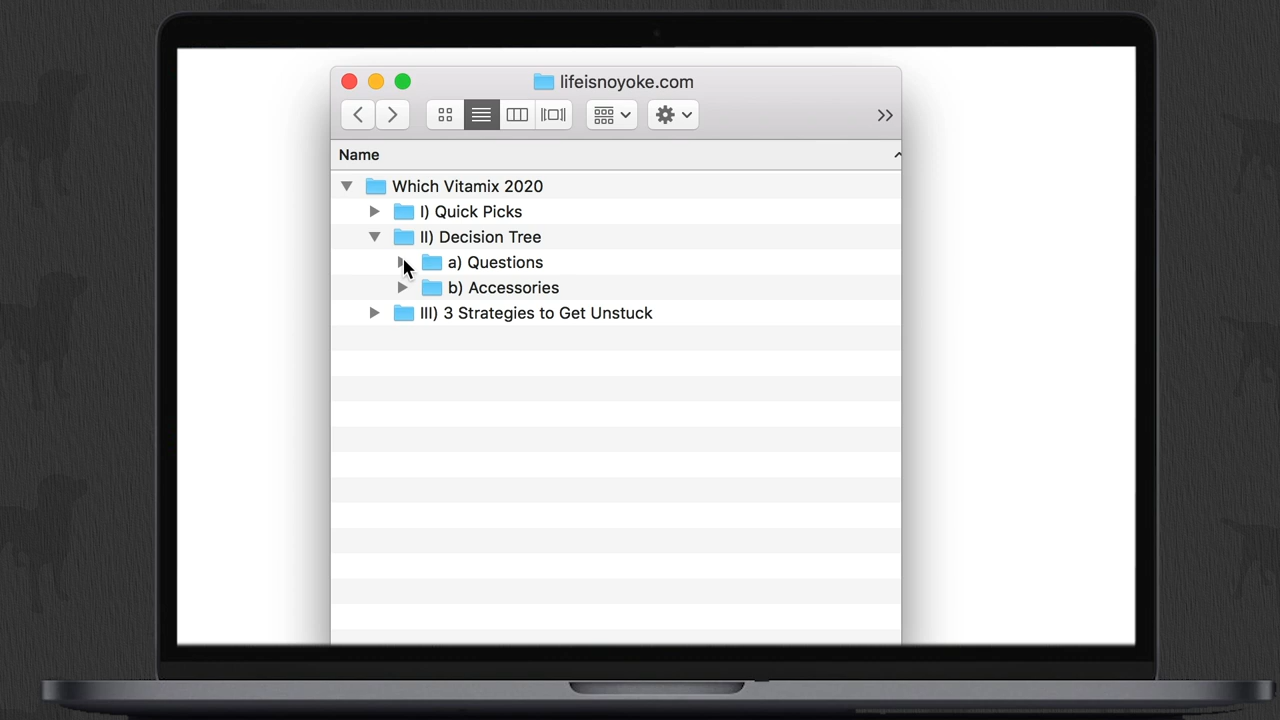 lifeisnoyoke.com
Name
Which Vitamix 2020
I) Quick Picks
II) Decision Tree
a) Questions
b) Accessories
III) 3 Strategies to Get Unstuck